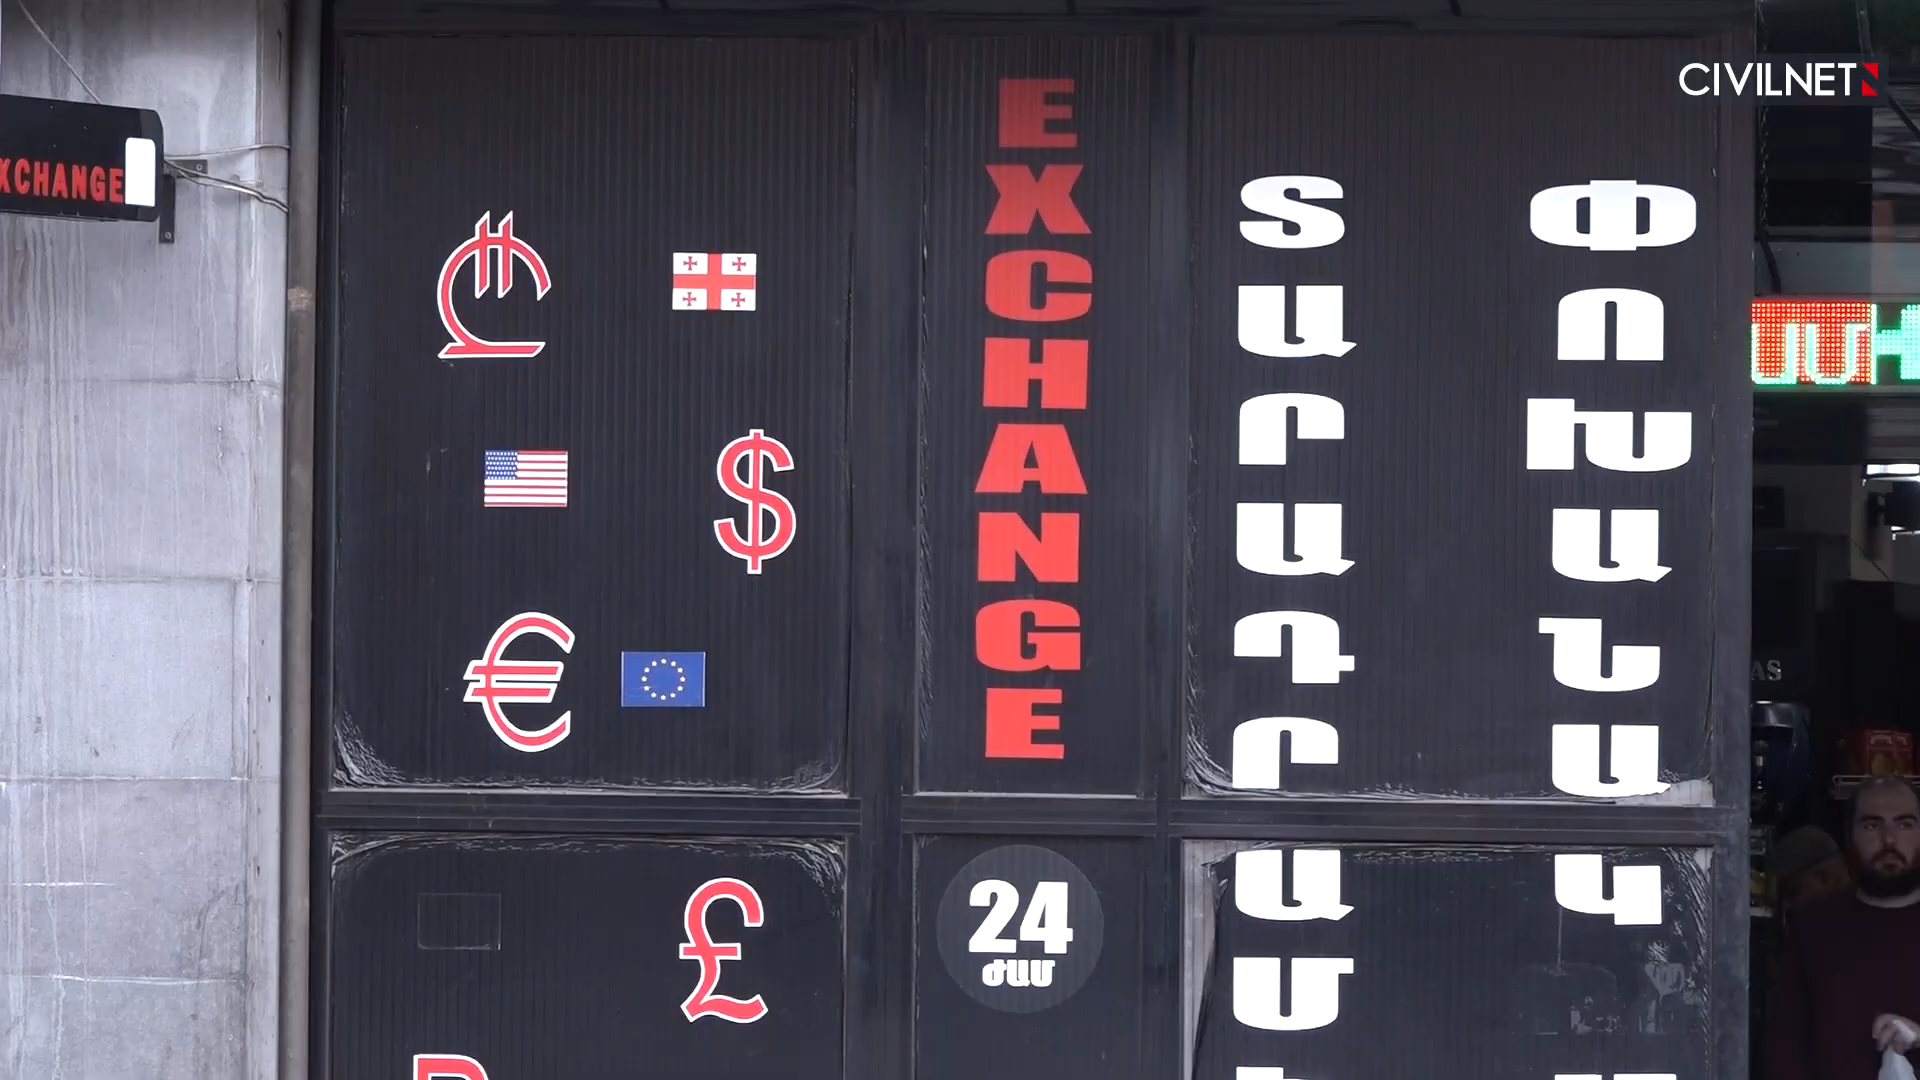 CIVILNET
XCHANGE
EXCHANGE
₾
$
€
£
24
ԺԱՄ
ՏԱՐԱԴՐԱՄ
ՓՈԽԱՆԱԿ